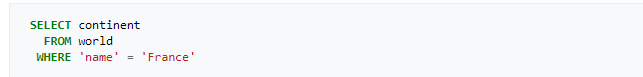 SELECT continent
FROM world
WHERE 'name' = 'France'